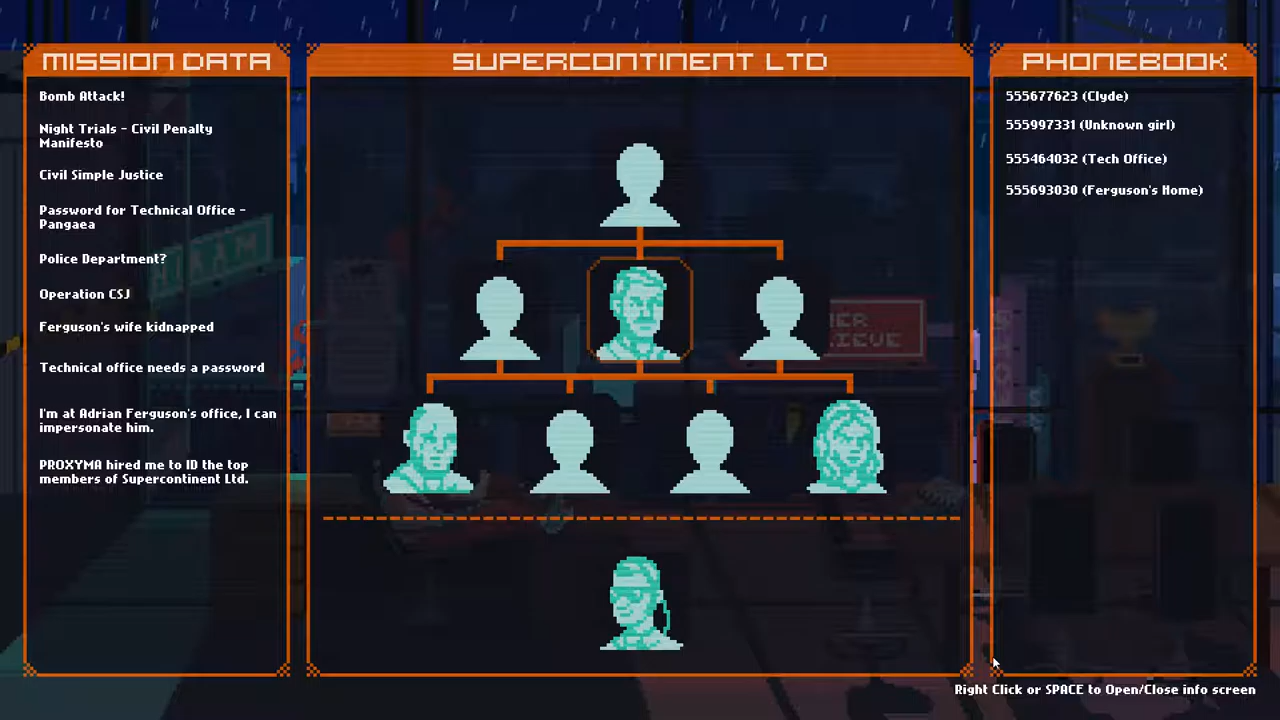 MISSION DATA
Bomb Attack!
Night Trials - Civil Penalty
Manifesto
Civil Simple Justice
Password for Technical Office -
Pangaea
Police Department?
Operation CSJ
Ferguson's wife kidnapped
Technical office needs a password
I'm at Adrian Ferguson's office, I can
impersonate him.
PROXYMA hired me to ID the top
members of Supercontinent Ltd.
SUPERCONTINENT LTD
PHONEBOOK
555677623 (Clyde)
555997331 (Unknown girl)
555464032 (Tech Office)
555693030 (Ferguson's Home)
Right Click or SPACE to Open/Close info screen